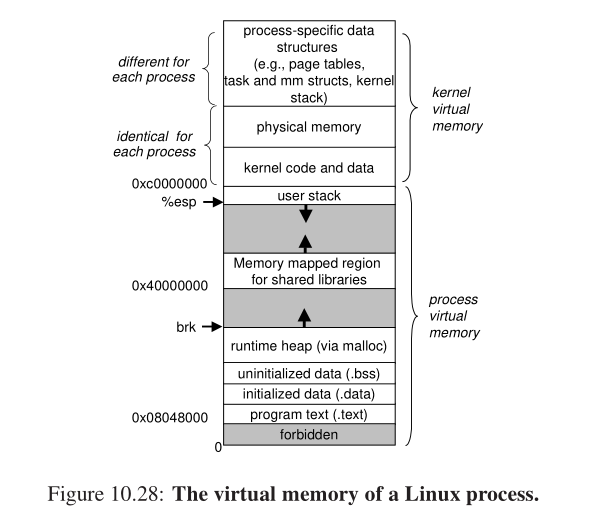 process-specific data
structures
(e.g., page tables,
task and mm structs, kernel
stack)
different for
each process
physical memory
identical for
each process
kernel code and data
kernel
virtual
memory
0xc0000000
user stack
%esp
Memory mapped region
for shared libraries
0x40000000
process
virtual
memory
brk
runtime heap (via malloc)
uninitialized data (.bss)
initialized data (.data)
program text (.text)
0x08048000
forbidden
0
Figure 10.28: The virtual memory of a Linux process.